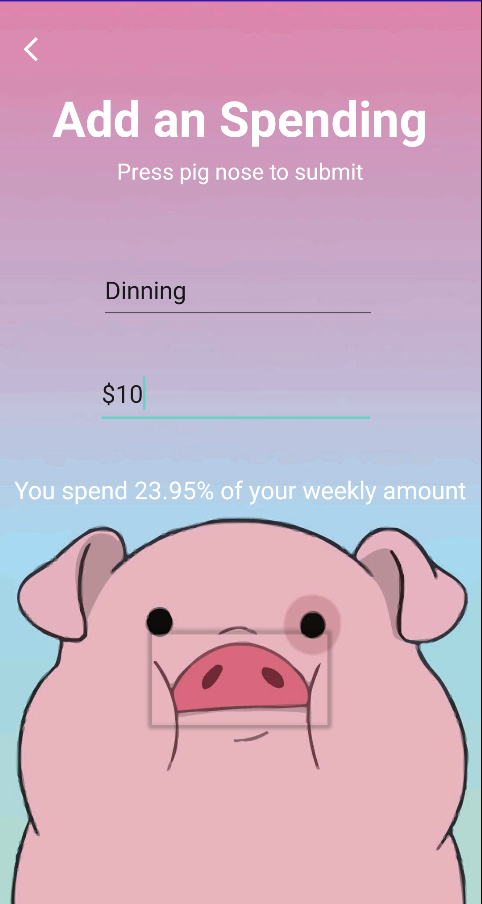 Add an Spending
Press pig nose to submit
Dinning
$10
You spend 23.95% of your weekly amount